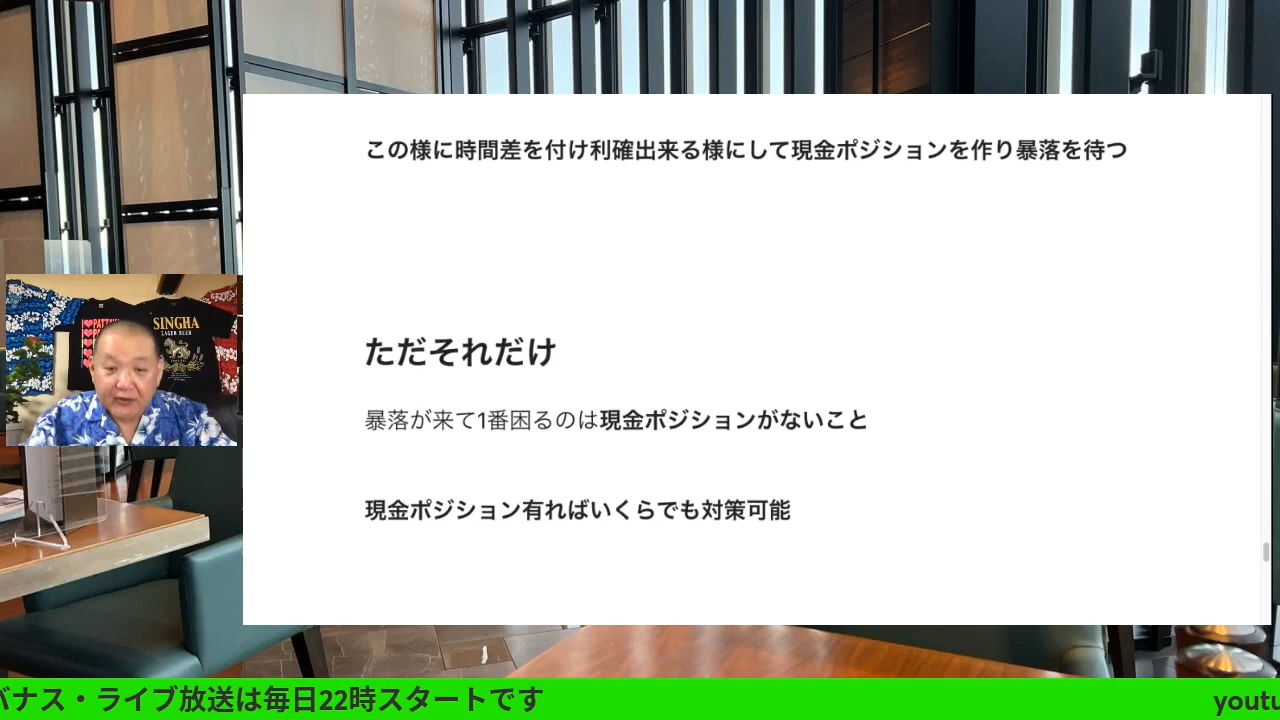 この様に時間差を付け利確出来る様にして現金ポジションを作り暴落を待つ
ただそれだけ
暴落が来て1番困るのは現金ポジションがないこと
現金ポジション有ればいくらでも対策可能
SINGHA
LAGER BEER
バナス・ライブ放送は毎日22時スタートです
youtu